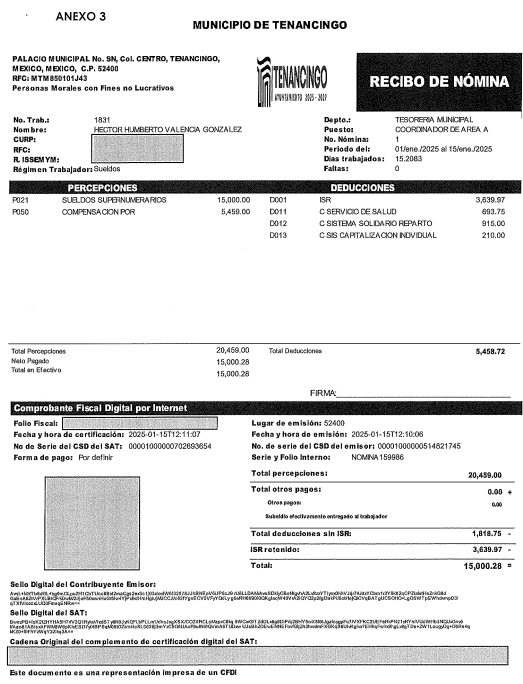 ANEXO 3
MUNICIPIO DE TENANCINGO
PALACIO MUNICIPAL No. SN, Col. CENTRO, TENANCINGO,
MEXICO, MEXICO, C.P. 52400
RFC: MTM850101J43
Personas Morales con Fines no Lucrativos
TENANCINGO
AYUNTAMIENTO 2025 - 2027
RECIBO DE NÓMINA
No. Trab.: 1831
Nombre: HECTOR HUMBERTO VALENCIA GONZALEZ
CURP:
RFC:
R. ISSEMYM:
Régimen Trabajador: Sueldos
Depto.: TESORERIA MUNICIPAL
Puesto: COORDINADOR DE AREA A
No. Nómina: 1
Periodo del: 01/ene./2025 al 15/ene./2025
Días trabajados: 15.2083
Faltas: 0
PERCEPCIONES DEDUCCIONES
P021 SUELDOS SUPERNUMERARIOS 15,000.00 D001 ISR 3,639.97
P050 COMPENSACION POR 5,459.00 D011 C SERVICIO DE SALUD 693.75
D012 C SISTEMA SOLIDARIO REPARTO 915.00
D013 C SIS CAPITALIZACION INDIVIDUAL 210.00
Total Percepciones 20,459.00 Total Deducciones 5,458.72
Neto Pagado 15,000.28
Total en Efectivo 15,000.28
FIRMA:
Comprobante Fiscal Digital por Internet
Folio Fiscal:
Fecha y hora de certificación: 2025-01-15T12:11:07
No de Serie del CSD del SAT: 00001000000702693654
Forma de pago: Por definir
Lugar de emisión: 52400
Fecha y hora de emisión: 2025-01-15T12:10:06
No. de serie del CSD del emisor: 00001000000514821745
Serie y Folio Interno: NOMINA159986
Total percepciones: 20,459.00
Total otros pagos: 0.00 +
Otros pagos: 0.00
Subsidio efectivamente entregado al trabajador
Total deducciones sin ISR: 1,818.75 -
ISR retenido: 3,639.97 -
Total: 15,000.28 =
Sello Digital del Contribuyente Emisor:
Sello Digital del SAT:
Cadena Original del complemento de certificación digital del SAT:
Este documento es una representación impresa de un CFDI